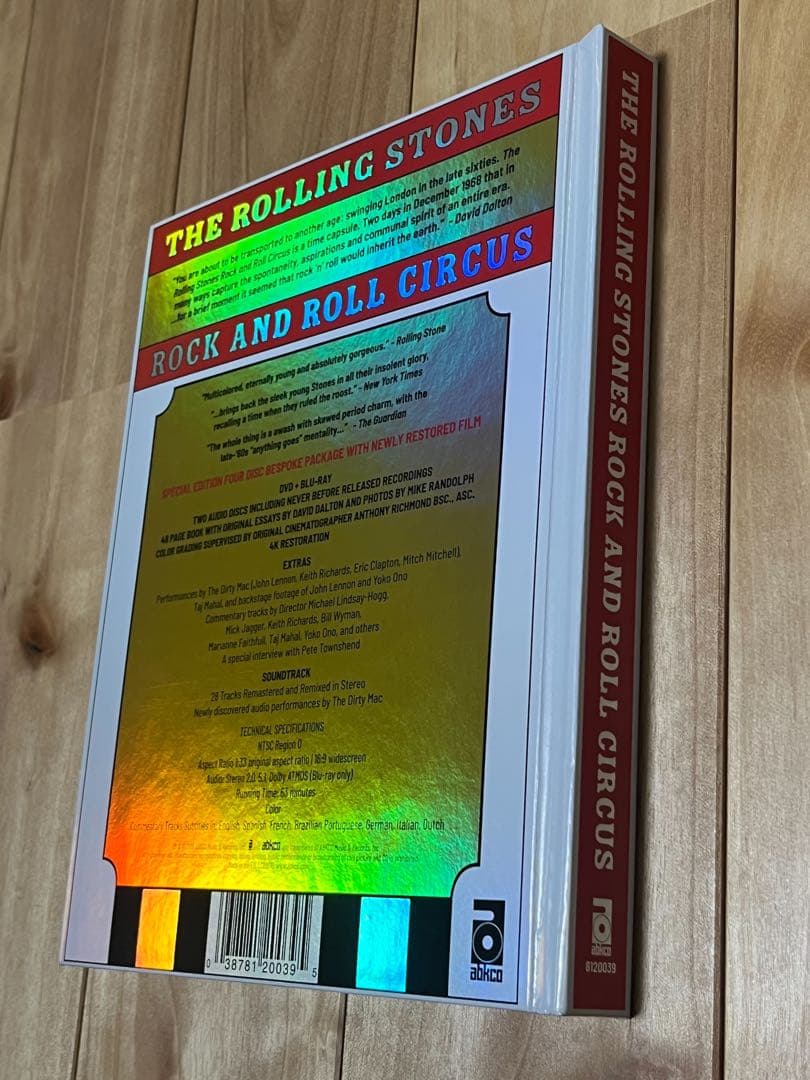 THE ROLLING STONES
"You are about to be transported to another age: swinging London in the late sixties. The
Rolling Stones Rock and Roll Circus is a time capsule. Two days in December 1968 that in
many ways capture the spontaneity, aspirations and communal spirit of an entire era.
...for a brief moment it seemed that rock 'n' roll would inherit the earth." - David Dalton
ROCK AND ROLL CIRCUS
"Multicolored, eternally young and absolutely gorgeous." - Rolling Stone
"...brings back the sleek young Stones in all their insolent glory,
recalling a time when they ruled the roost." - New York Times
"The whole thing is awash with skewed period charm, with the
late-'60s "anything goes" mentality..." - The Guardian
SPECIAL EDITION FOUR DISC BESPOKE PACKAGE WITH NEWLY RESTORED FILM
DVD + BLU-RAY
TWO AUDIO DISCS INCLUDING NEVER BEFORE RELEASED RECORDINGS
48 PAGE BOOK WITH ORIGINAL ESSAYS BY DAVID DALTON AND PHOTOS BY MIKE RANDOLPH
COLOR GRADING SUPERVISED BY ORIGINAL CINEMATOGRAPHER ANTHONY RICHMOND BSC., ASC.
4K RESTORATION
EXTRAS
Performances by The Dirty Mac (John Lennon, Keith Richards, Eric Clapton, Mitch Mitchell),
Taj Mahal, and backstage footage of John Lennon and Yoko Ono
Commentary tracks by Director Michael Lindsay-Hogg,
Mick Jagger, Keith Richards, Bill Wyman,
Marianne Faithfull, Taj Mahal, Yoko Ono, and others
A special interview with Pete Townshend
SOUNDTRACK
28 Tracks Remastered and Remixed in Stereo
Newly discovered audio performances by The Dirty Mac
TECHNICAL SPECIFICATIONS
NTSC Region 0
Aspect Ratio 1:33 original aspect ratio | 16:9 widescreen
Audio: Stereo 2.0, 5.1, Dolby ATMOS (Blu-ray only)
Running Time: 63 minutes
Color
Commentary Tracks Subtitles in: English, Spanish, French, Brazilian Portuguese, German, Italian, Dutch
abkco
0 38781 20039 5
abkco
THE ROLLING STONES ROCK AND ROLL CIRCUS
abkco
8120039